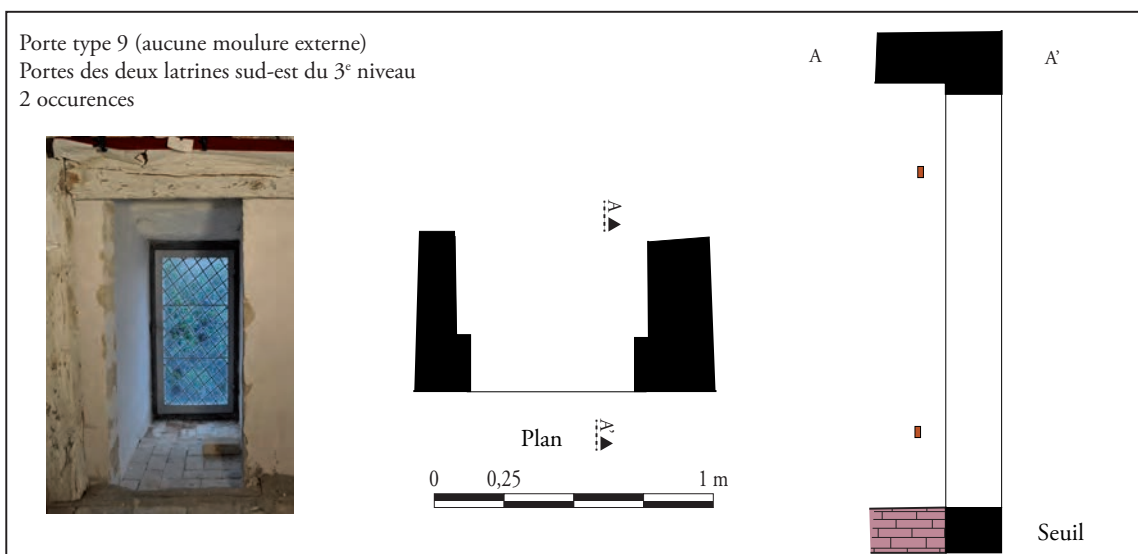 Porte type 9 (aucune moulure externe)
Portes des deux latrines sud-est du 3e niveau
2 occurences
A A'
A
A'
Plan
0 0,25 1 m
Seuil